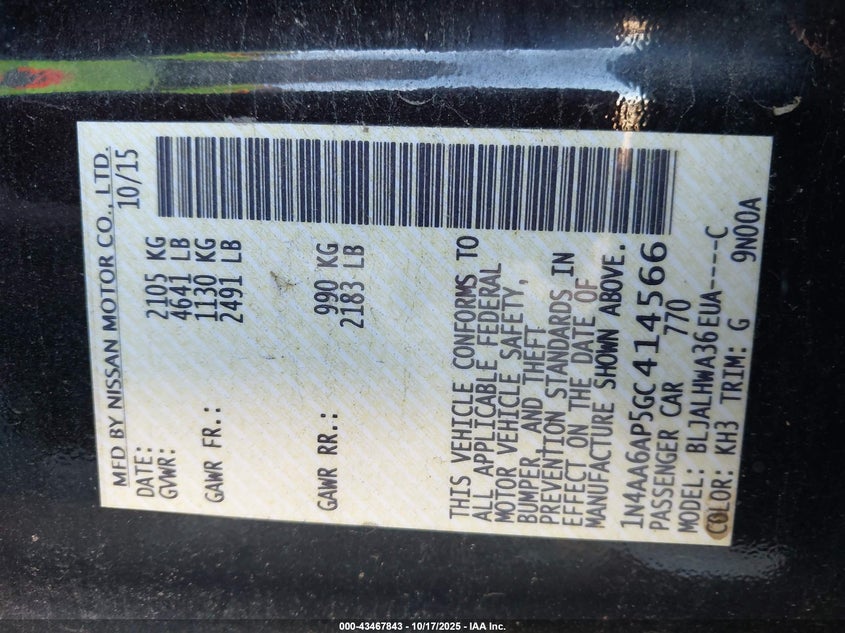 MFD BY NISSAN MOTOR CO., LTD.
DATE: 10/15
GVWR: 2105 KG
4641 LB
GAWR FR.: 1130 KG
2491 LB
GAWR RR.: 990 KG
2183 LB
THIS VEHICLE CONFORMS TO
ALL APPLICABLE FEDERAL
MOTOR VEHICLE SAFETY,
BUMPER, AND THEFT
PREVENTION STANDARDS IN
EFFECT ON THE DATE OF
MANUFACTURE SHOWN ABOVE.
1N4AA6AP5GC414566
PASSENGER CAR 770
MODEL: BLJALHWA36EUA----C
COLOR: KH3 TRIM: G 9N00A
000-43467843 - 10/17/2025 - IAA Inc.